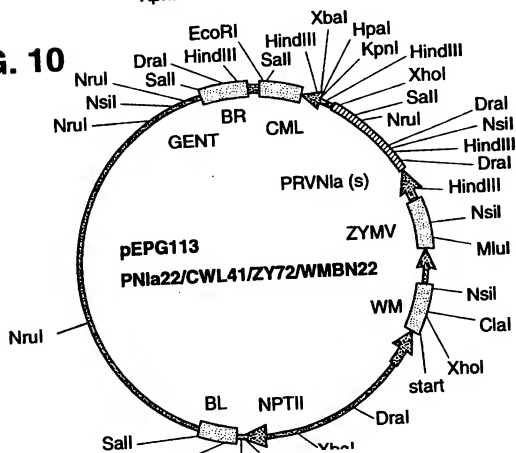 G. 10
EcoRI
DraI
HindIII
SalI
NruI
NsiI
NruI
GENT
BR
CML
HindIII
SalI
XbaI
HpaI
KpnI
HindIII
XhoI
SalI
NruI
DraI
NsiI
HindIII
DraI
HindIII
PRVNIa (s)
ZYMV
NsiI
MluI
pEPG113
PNIa22/CWL41/ZY72/WMBN22
WM
NsiI
ClaI
XhoI
start
NruI
BL
NPTII
DraI
SalI
XbaI